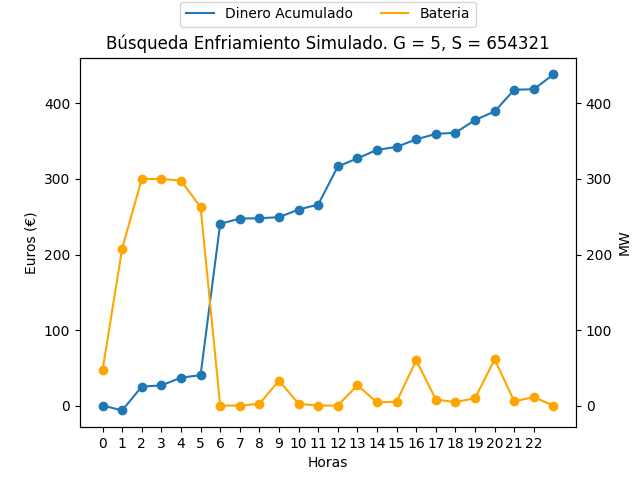 Dinero Acumulado Bateria
Búsqueda Enfriamiento Simulado. G = 5, S = 654321
400 400
300 300
200 200
100 100
0 0
Euros (€)
MW
0 1 2 3 4 5 6 7 8 9 10 11 12 13 14 15 16 17 18 19 20 21 22
Horas